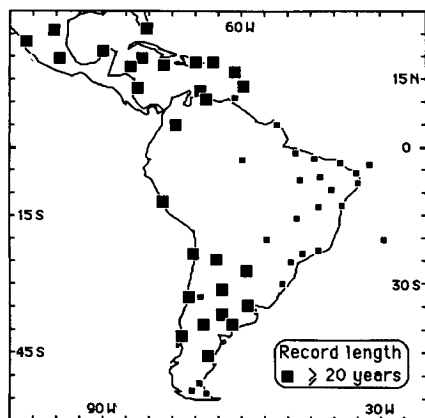 60W
15N
0
15S
30S
45S
Record length
■ ⩾ 20 years
90W
30W